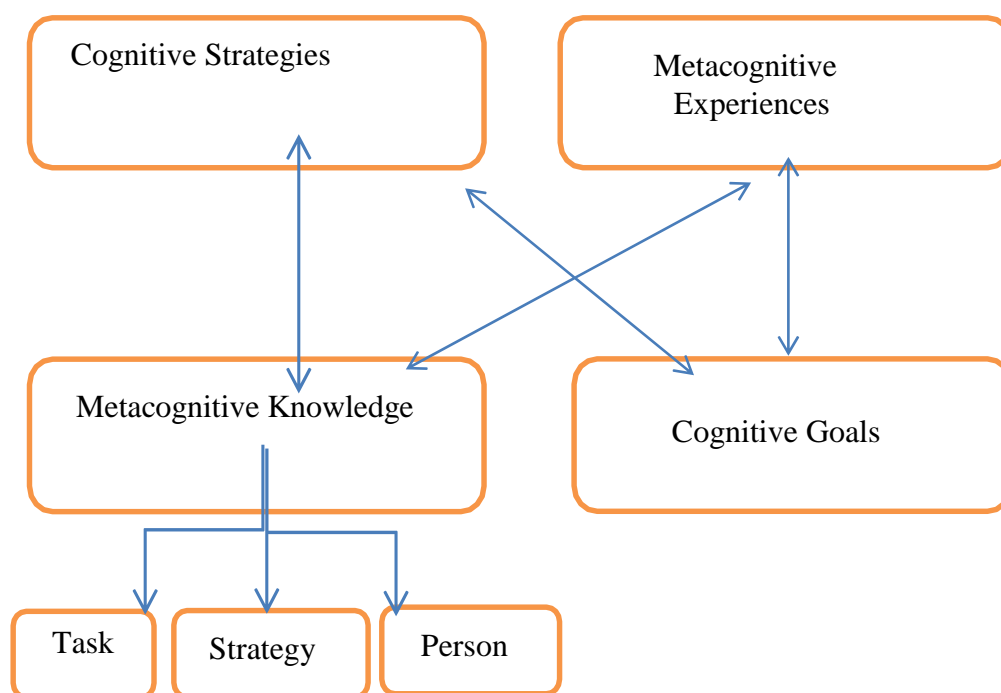 Cognitive Strategies
Metacognitive
Experiences
Metacognitive Knowledge
Cognitive Goals
Task
Strategy
Person